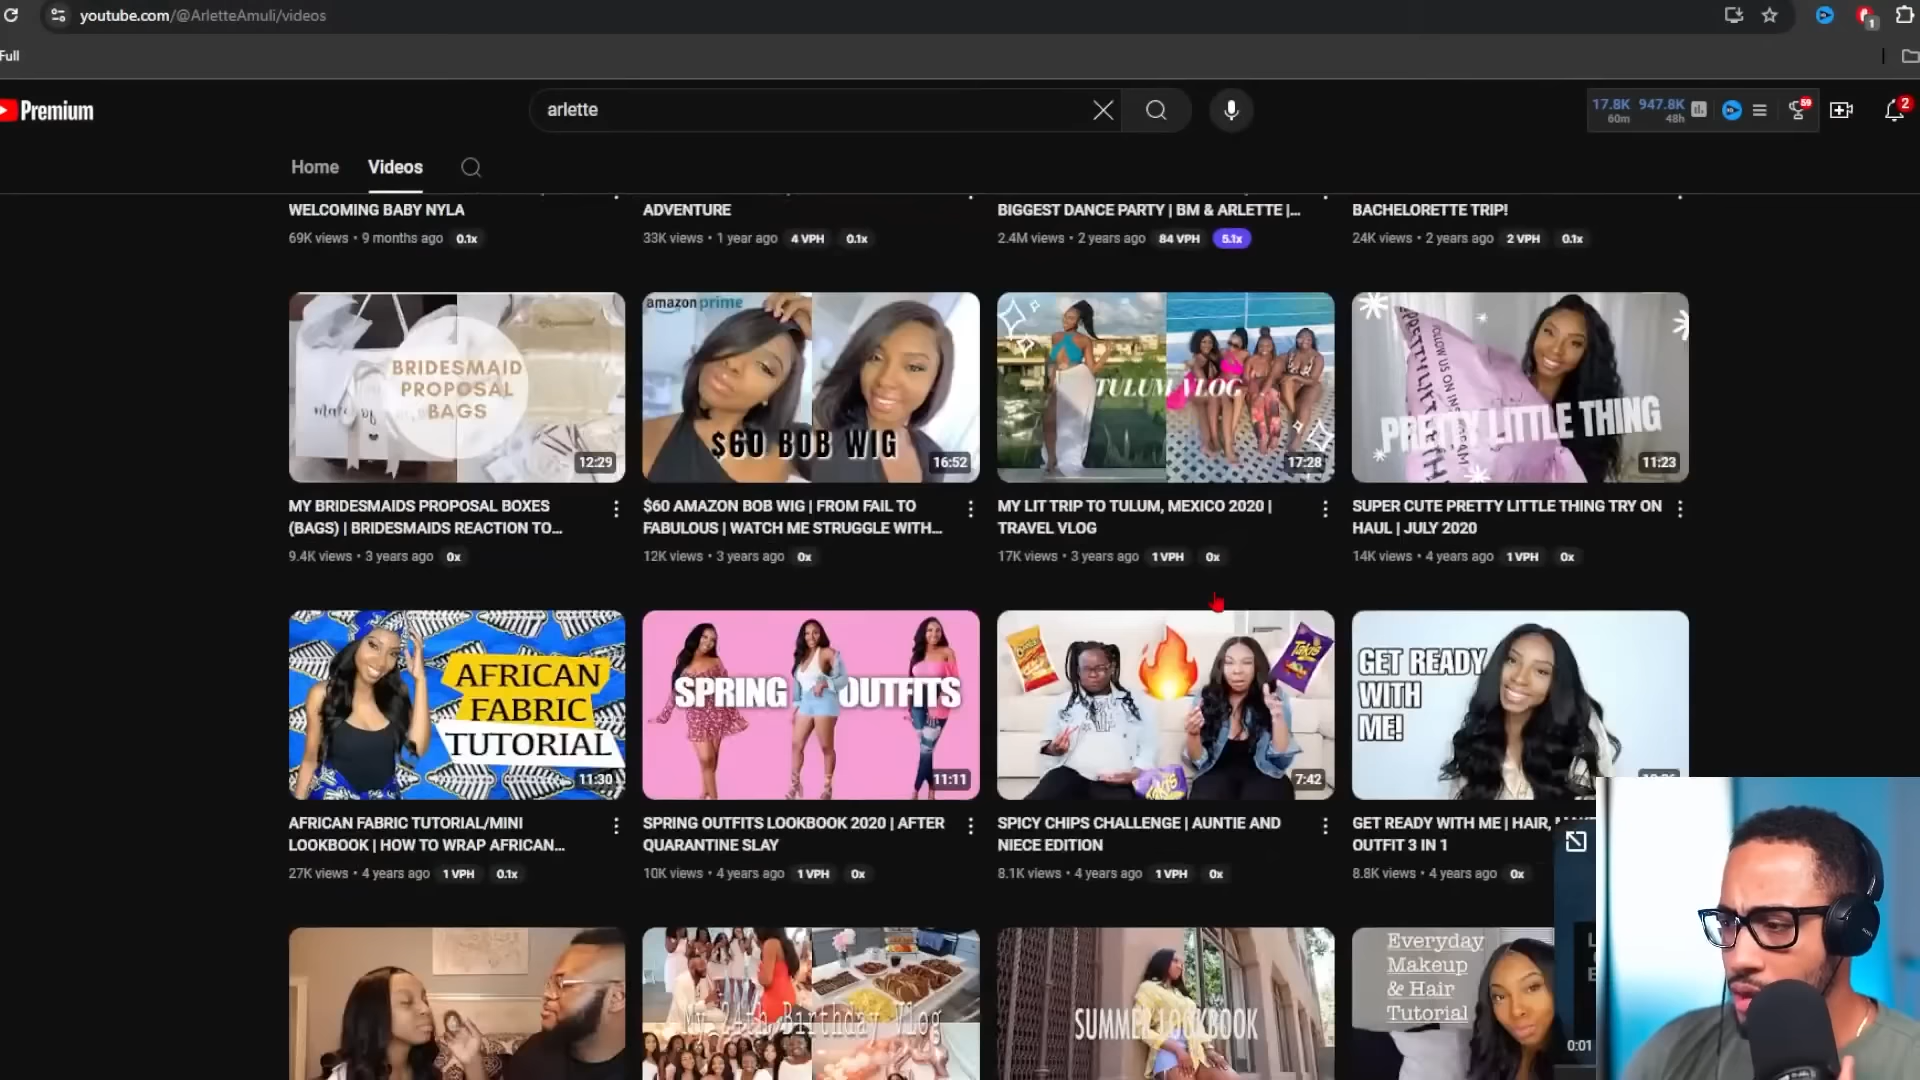 youtube.com/@ArletteAmuli/videos
1
Full
Premium
arlette
17.8K 947.8K
60m 48h
59
2
Home Videos
WELCOMING BABY NYLA
69K views • 9 months ago 0.1x
ADVENTURE
33K views • 1 year ago 4 VPH 0.1x
BIGGEST DANCE PARTY | BM & ARLETTE |...
2.4M views • 2 years ago 84 VPH 5.1x
BACHELORETTE TRIP!
24K views • 2 years ago 2 VPH 0.1x
BRIDESMAID
PROPOSAL
BAGS
12:29
MY BRIDESMAIDS PROPOSAL BOXES
(BAGS) | BRIDESMAIDS REACTION TO...
9.4K views • 3 years ago 0x
amazon prime
$60 BOB WIG
16:52
$60 AMAZON BOB WIG | FROM FAIL TO
FABULOUS | WATCH ME STRUGGLE WITH...
12K views • 3 years ago 0x
TULUM VLOG
17:28
MY LIT TRIP TO TULUM, MEXICO 2020 |
TRAVEL VLOG
17K views • 3 years ago 1 VPH 0x
PRETTY LITTLE THING
11:23
SUPER CUTE PRETTY LITTLE THING TRY ON
HAUL | JULY 2020
14K views • 4 years ago 1 VPH 0x
AFRICAN
FABRIC
TUTORIAL
11:30
AFRICAN FABRIC TUTORIAL/MINI
LOOKBOOK | HOW TO WRAP AFRICAN...
27K views • 4 years ago 1 VPH 0.1x
SPRING OUTFITS
11:11
SPRING OUTFITS LOOKBOOK 2020 | AFTER
QUARANTINE SLAY
10K views • 4 years ago 1 VPH 0x
Takis
7:42
SPICY CHIPS CHALLENGE | AUNTIE AND
NIECE EDITION
8.1K views • 4 years ago 1 VPH 0x
GET READY
WITH
ME!
GET READY WITH ME | HAIR,
OUTFIT 3 IN 1
8.8K views • 4 years ago 0x
My 24th Birthday Vlog
SUMMER LOOKBOOK
Everyday
Makeup
& Hair
Tutorial
0:01